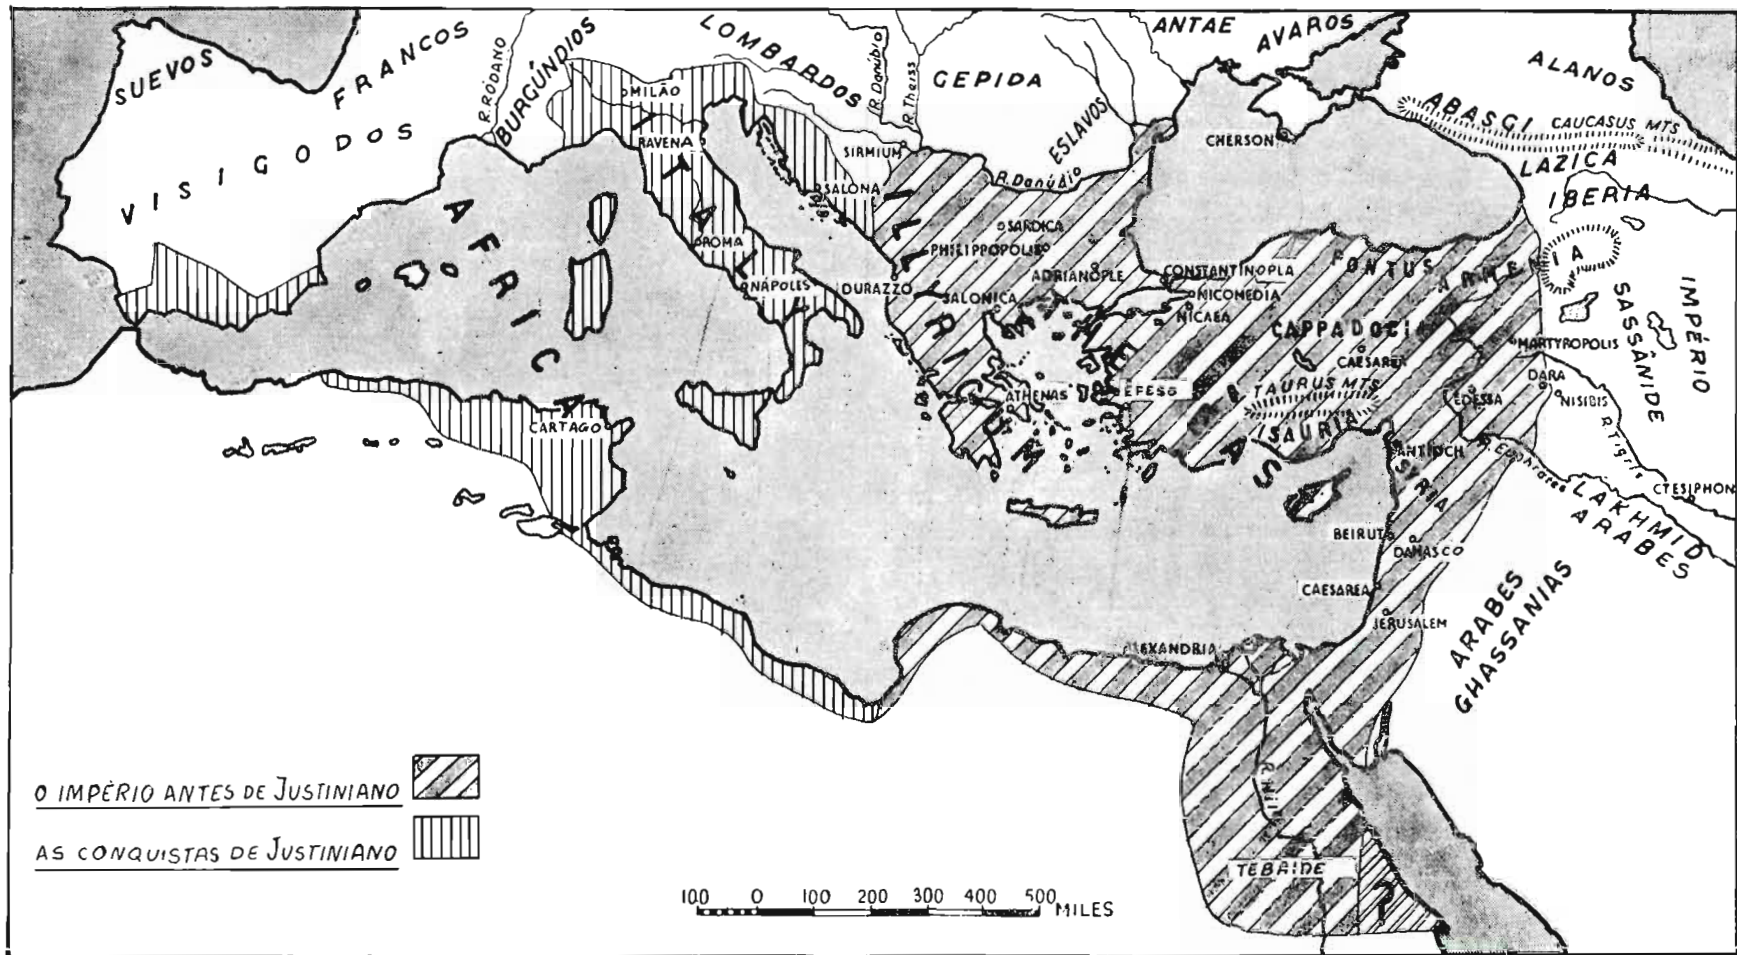 SUEVOS
FRANCOS
VISIGODOS
R. RÓDANO
BURGÚNDIOS
LOMBARDOS
R. Danúbio
R. Theiss
GEPIDA
ESLAVOS
ANTAE
AVAROS
ALANOS
ABASGI
CAUCASUS MTS
LAZICA
IBERIA
CHERSON
MILÃO
RAVENA
ITALIA
ROMA
NÁPOLES
SIRMIUM
SALONA
R. Danúbio
SARDICA
PHILIPPOPOLIS
ADRIANOPLE
DURAZZO
SALONICA
ILLIRICUM
CONSTANTINOPLA
NICOMEDIA
NICAEA
PONTUS
ARMENIA
CAPPADOCIA
CAESAREA
TAURUS MTS
ISAURIA
ATHENAS
EFESO
AFRICA
CARTAGO
MARTYROPOLIS
DARA
NISIBIS
EDESSA
R. Tigris
R. Euphrates
CTESIPHON
IMPÉRIO
SASSÂNIDE
LAKHMID
ARABES
ANTIOCH
SYRIA
BEIRUT
DAMASCO
CAESAREA
JERUSALEM
ARABES
GHASSANIAS
EXANDRIA
R. Nil
TEBAIDE
?
O IMPÉRIO ANTES DE JUSTINIANO
AS CONQUISTAS DE JUSTINIANO
100 0 100 200 300 400 500 MILES